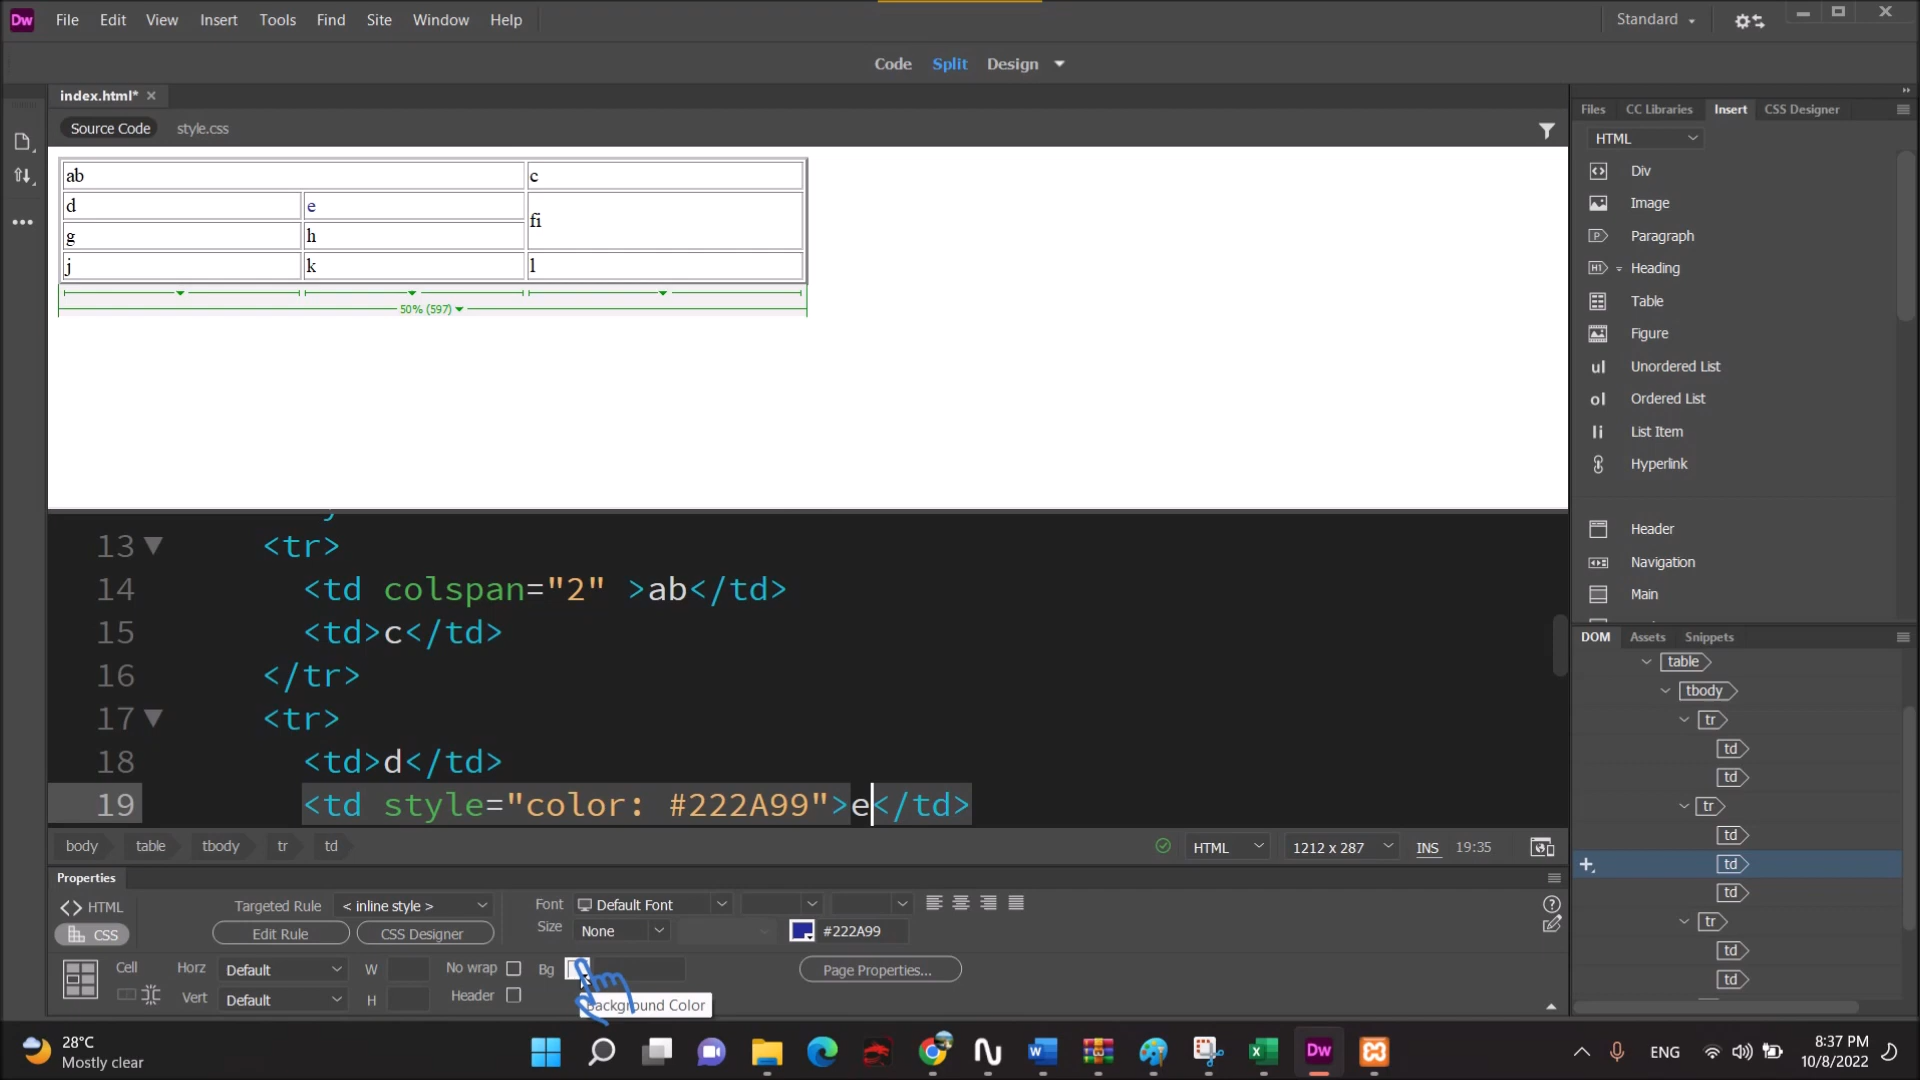 Dw File Edit View Insert Tools Find Site Window Help Standard
Code Split Design
index.html*
Source Code style.css
ab c
d e
fi
g h
j k l
50% (597)
13 <tr>
14 <td colspan="2" >ab</td>
15 <td>c</td>
16 </tr>
17 <tr>
18 <td>d</td>
19 <td style="color: #222A99">e</td>
body table tbody tr td HTML 1212 x 287 INS 19:35
Properties
<> HTML Targeted Rule < inline style > Font Default Font
CSS Edit Rule CSS Designer Size None #222A99
Cell Horz Default W No wrap Bg Page Properties...
Vert Default H Header
Background Color
Files CC Libraries Insert CSS Designer
HTML
Div
Image
Paragraph
H1 Heading
Table
Figure
ul Unordered List
ol Ordered List
li List Item
Hyperlink
Header
Navigation
Main
DOM Assets Snippets
table
tbody
tr
td
td
tr
td
td
td
tr
td
td
28°C
Mostly clear
Dw
ENG
8:37 PM
10/8/2022